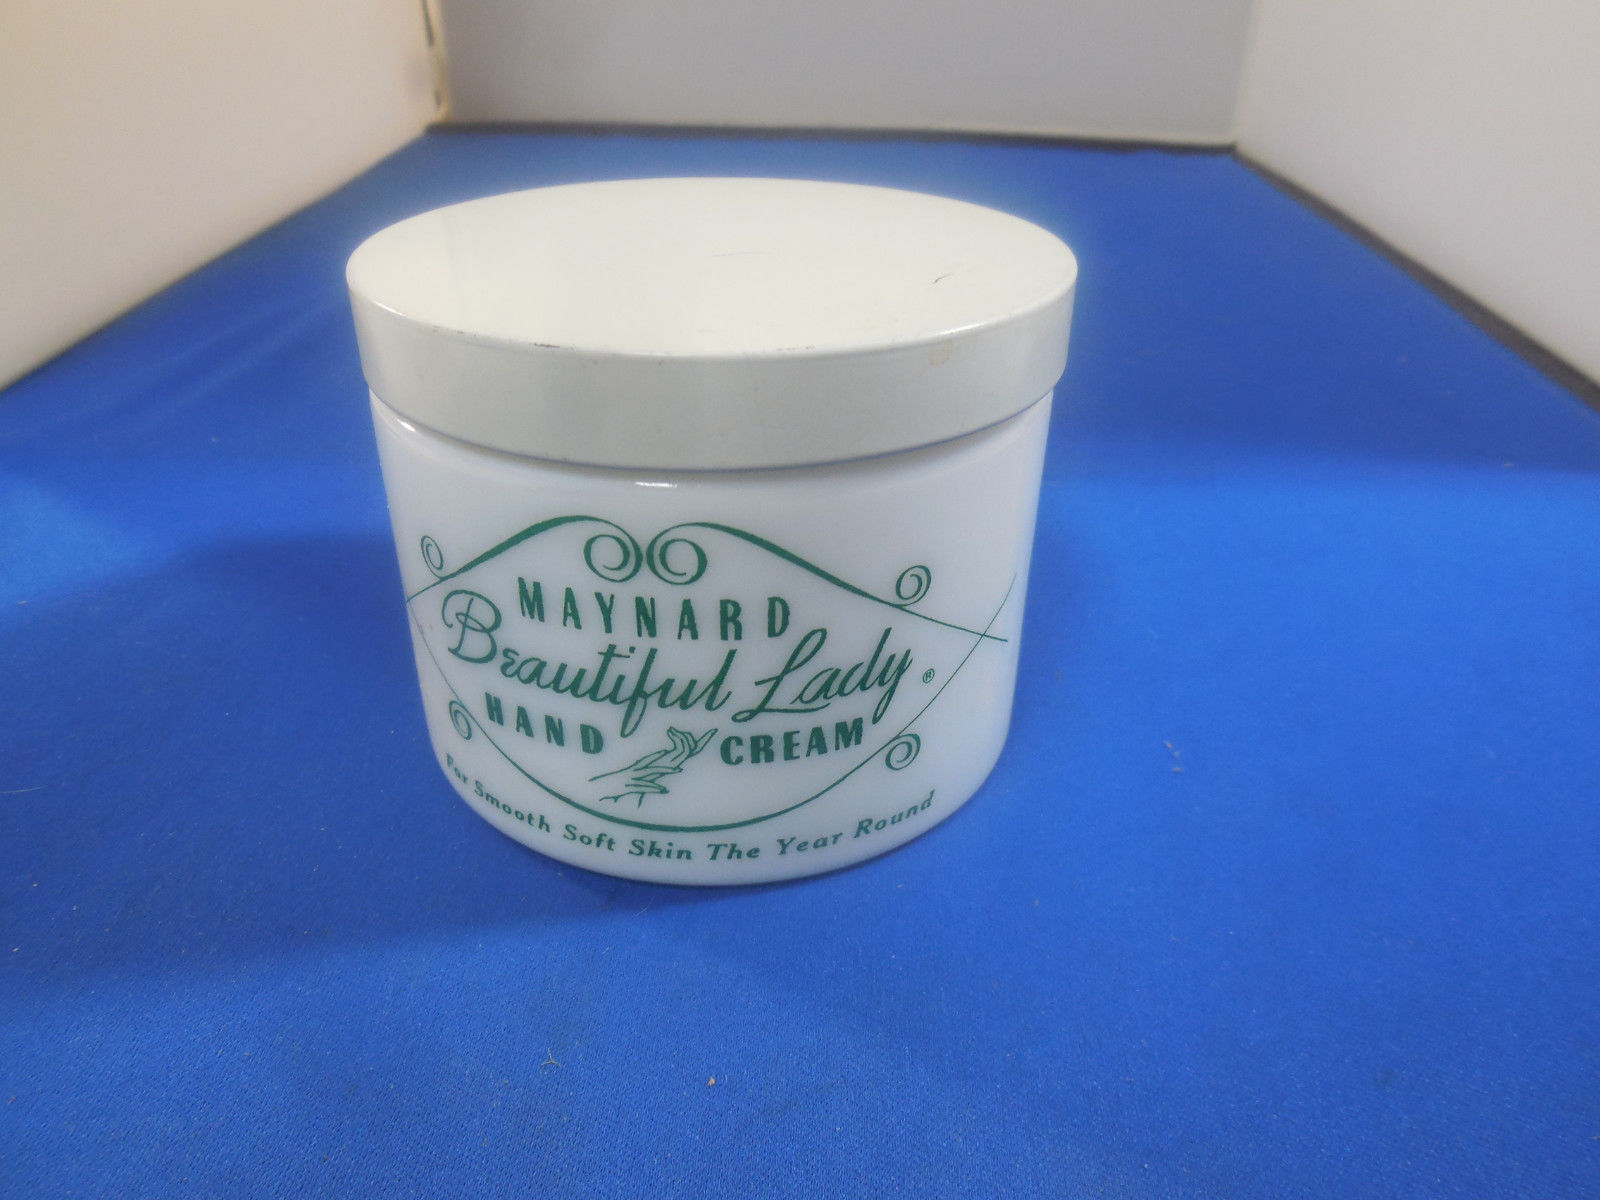 MAYNARD
Beautiful Lady ®
HAND CREAM
For Smooth Soft Skin The Year Round